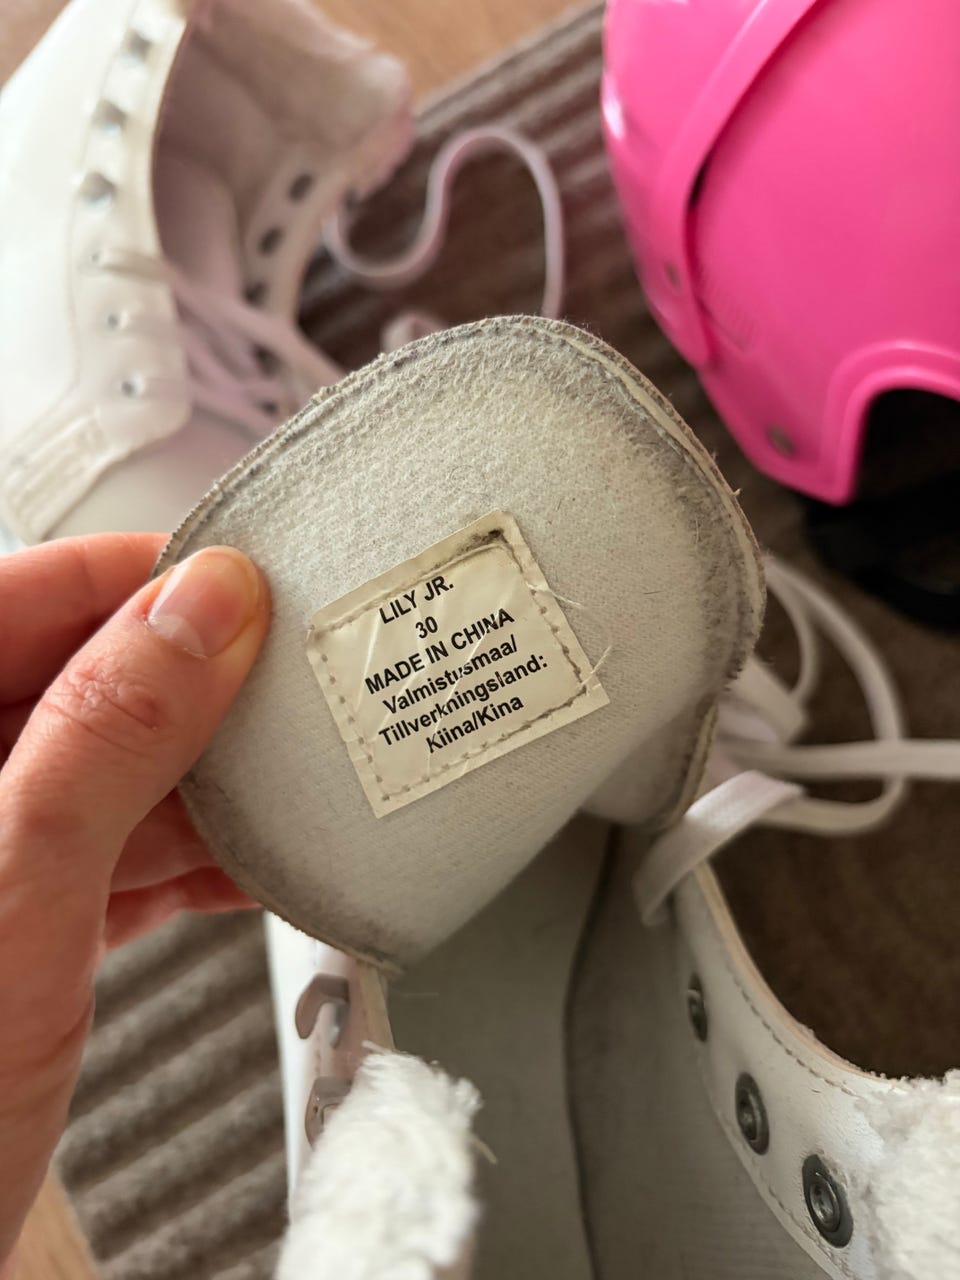 LILY JR.
30
MADE IN CHINA
Valmistusmaa/
Tillverkningsland:
Kiina/Kina